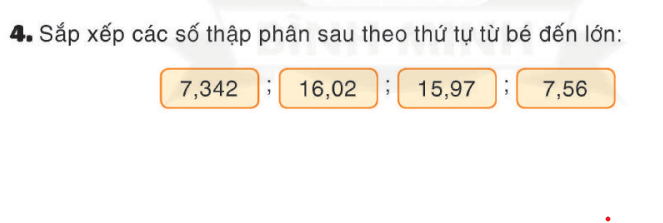 4. Sắp xếp các số thập phân sau theo thứ tự từ bé đến lớn:
7,342 ; 16,02 ; 15,97 ; 7,56